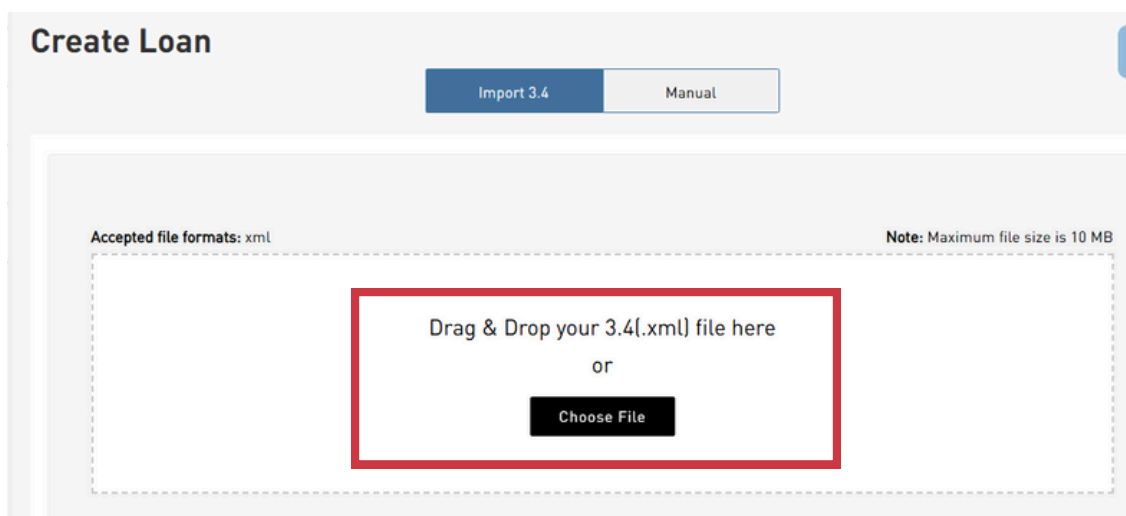 Create Loan
Import 3.4
Manual
Accepted file formats: xml
Note: Maximum file size is 10 MB
Drag & Drop your 3.4(.xml) file here
or
Choose File